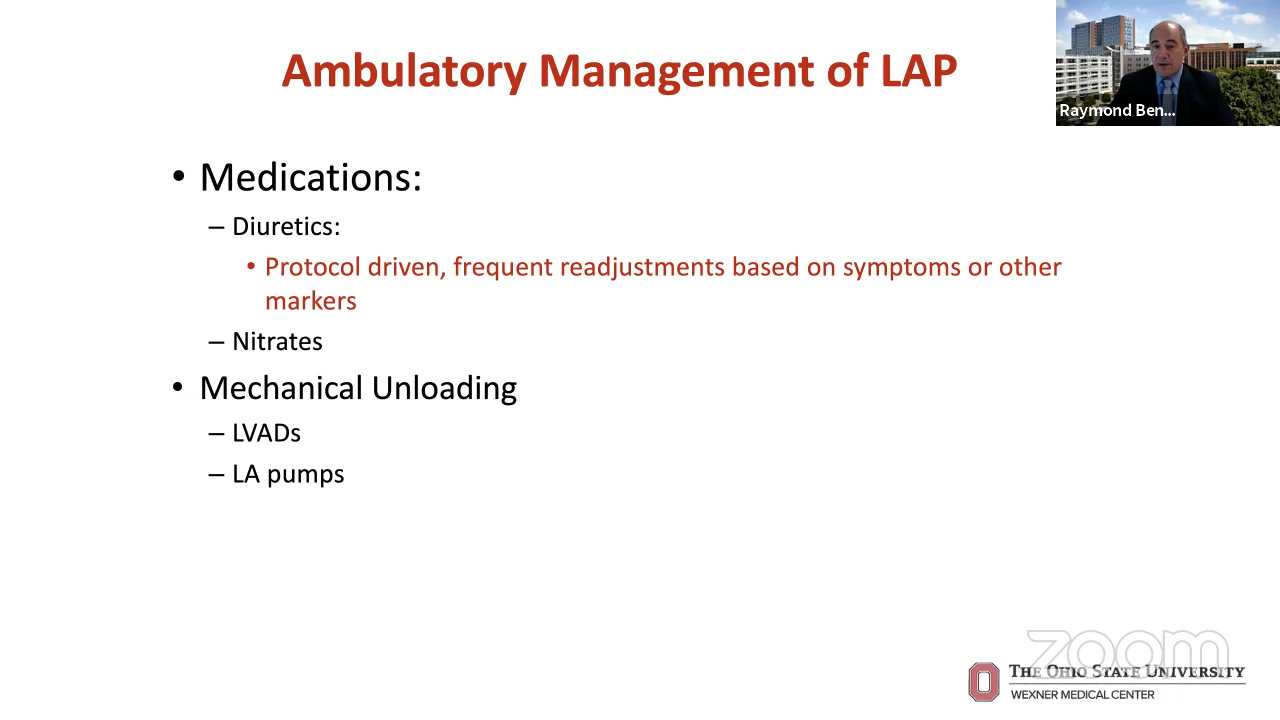 Ambulatory Management of LAP
Raymond Ben...
• Medications:
– Diuretics:
• Protocol driven, frequent readjustments based on symptoms or other
markers
– Nitrates
• Mechanical Unloading
– LVADs
– LA pumps
zoom
THE OHIO STATE UNIVERSITY
WEXNER MEDICAL CENTER